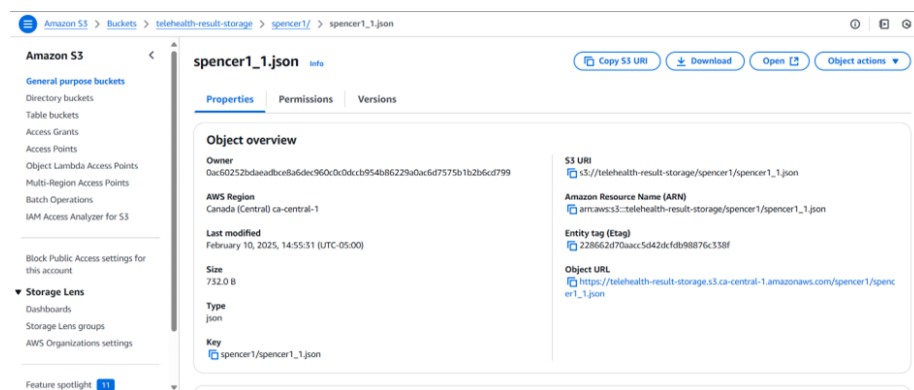 Amazon S3 > Buckets > telehealth-result-storage > spencer1/ > spencer1_1.json
Amazon S3
General purpose buckets
Directory buckets
Table buckets
Access Grants
Access Points
Object Lambda Access Points
Multi-Region Access Points
Batch Operations
IAM Access Analyzer for S3
Block Public Access settings for
this account
Storage Lens
Dashboards
Storage Lens groups
AWS Organizations settings
Feature spotlight 11
spencer1_1.json Info
Copy S3 URI
Download
Open
Object actions
Properties
Permissions
Versions
Object overview
Owner
0ac60252bdaeadbce8a6dec960c0c0dccb954b86229a0ac6d7575b1b2b6cd799
AWS Region
Canada (Central) ca-central-1
Last modified
February 10, 2025, 14:55:31 (UTC-05:00)
Size
732.0 B
Type
json
Key
spencer1/spencer1_1.json
S3 URI
s3://telehealth-result-storage/spencer1/spencer1_1.json
Amazon Resource Name (ARN)
arn:aws:s3:::telehealth-result-storage/spencer1/spencer1_1.json
Entity tag (Etag)
228662d70aacc5d42dcfdb98876c338f
Object URL
https://telehealth-result-storage.s3.ca-central-1.amazonaws.com/spencer1/spenc
er1_1.json